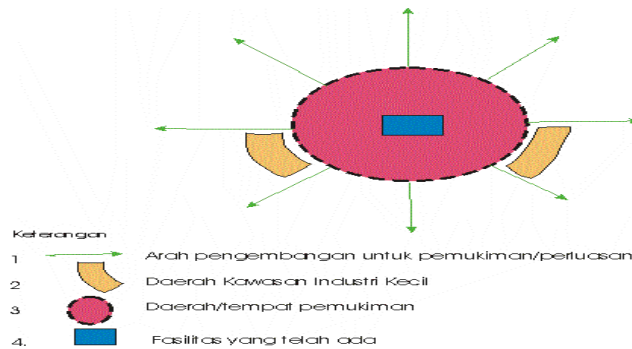 Keterangan
1 Arah pengembangan untuk pemukiman/perluasan
2 Daerah Kawasan Industri Kecil
3 Daerah/tempat pemukiman
4. Fasilitas yang telah ada